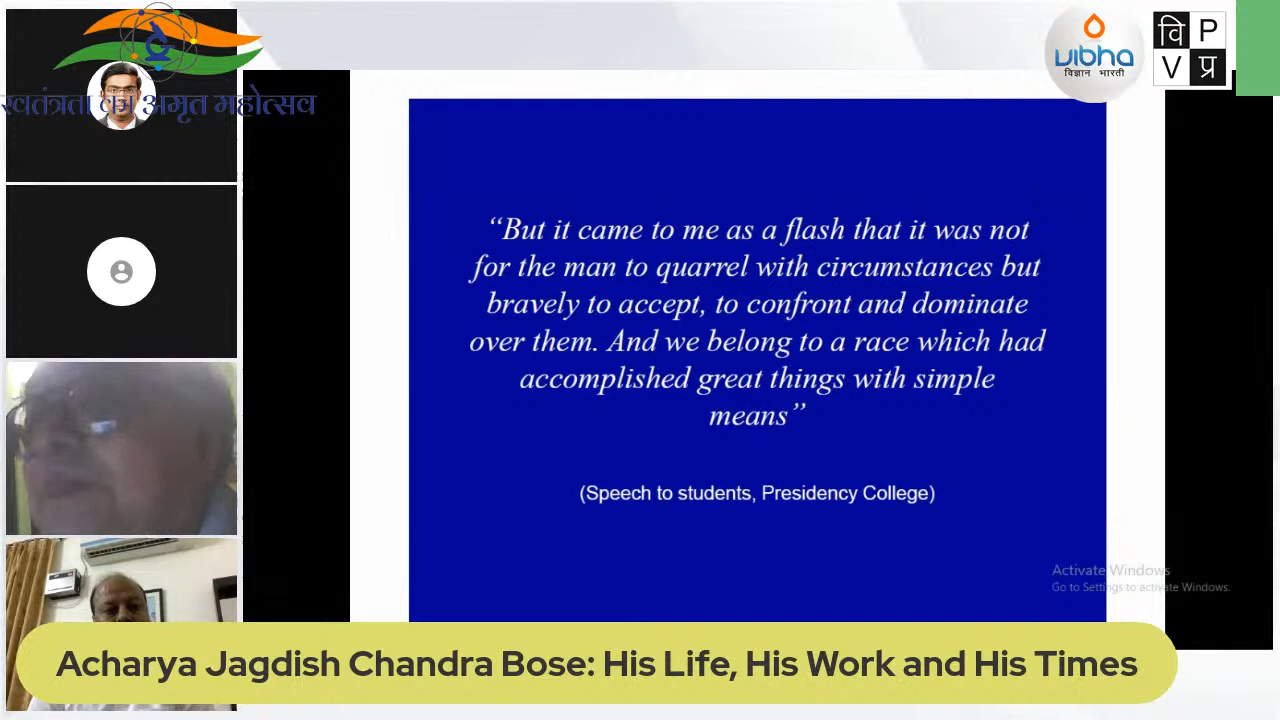 स्वतंत्रता का अमृत महोत्सव
vibha
विज्ञान भारती
वि P
V प्र
“But it came to me as a flash that it was not
for the man to quarrel with circumstances but
bravely to accept, to confront and dominate
over them. And we belong to a race which had
accomplished great things with simple
means”
(Speech to students, Presidency College)
Activate Windows
Go to Settings to activate Windows.
Acharya Jagdish Chandra Bose: His Life, His Work and His Times